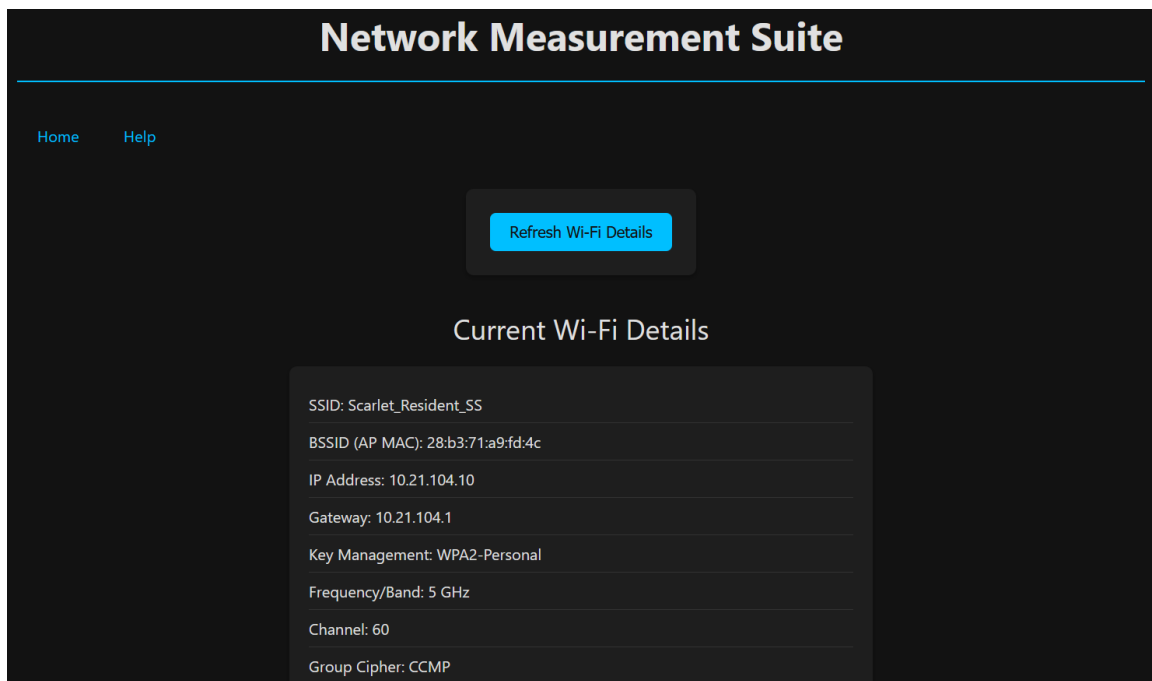 Network Measurement Suite
Home Help
Refresh Wi-Fi Details
Current Wi-Fi Details
SSID: Scarlet_Resident_SS
BSSID (AP MAC): 28:b3:71:a9:fd:4c
IP Address: 10.21.104.10
Gateway: 10.21.104.1
Key Management: WPA2-Personal
Frequency/Band: 5 GHz
Channel: 60
Group Cipher: CCMP